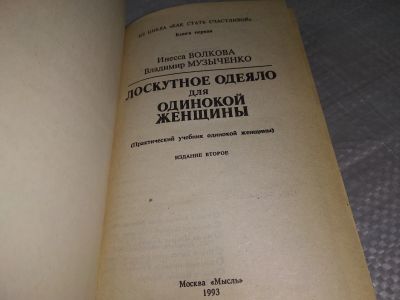 ИЗ ЦИКЛА «КАК СТАТЬ СЧАСТЛИВОЙ»
Книга первая
Инесса ВОЛКОВА
Владимир МУЗЫЧЕНКО
ЛОСКУТНОЕ ОДЕЯЛО
ДЛЯ
ОДИНОКОЙ
ЖЕНЩИНЫ
(Практический учебник одинокой женщины)
ИЗДАНИЕ ВТОРОЕ
Москва «Мысль»
1993